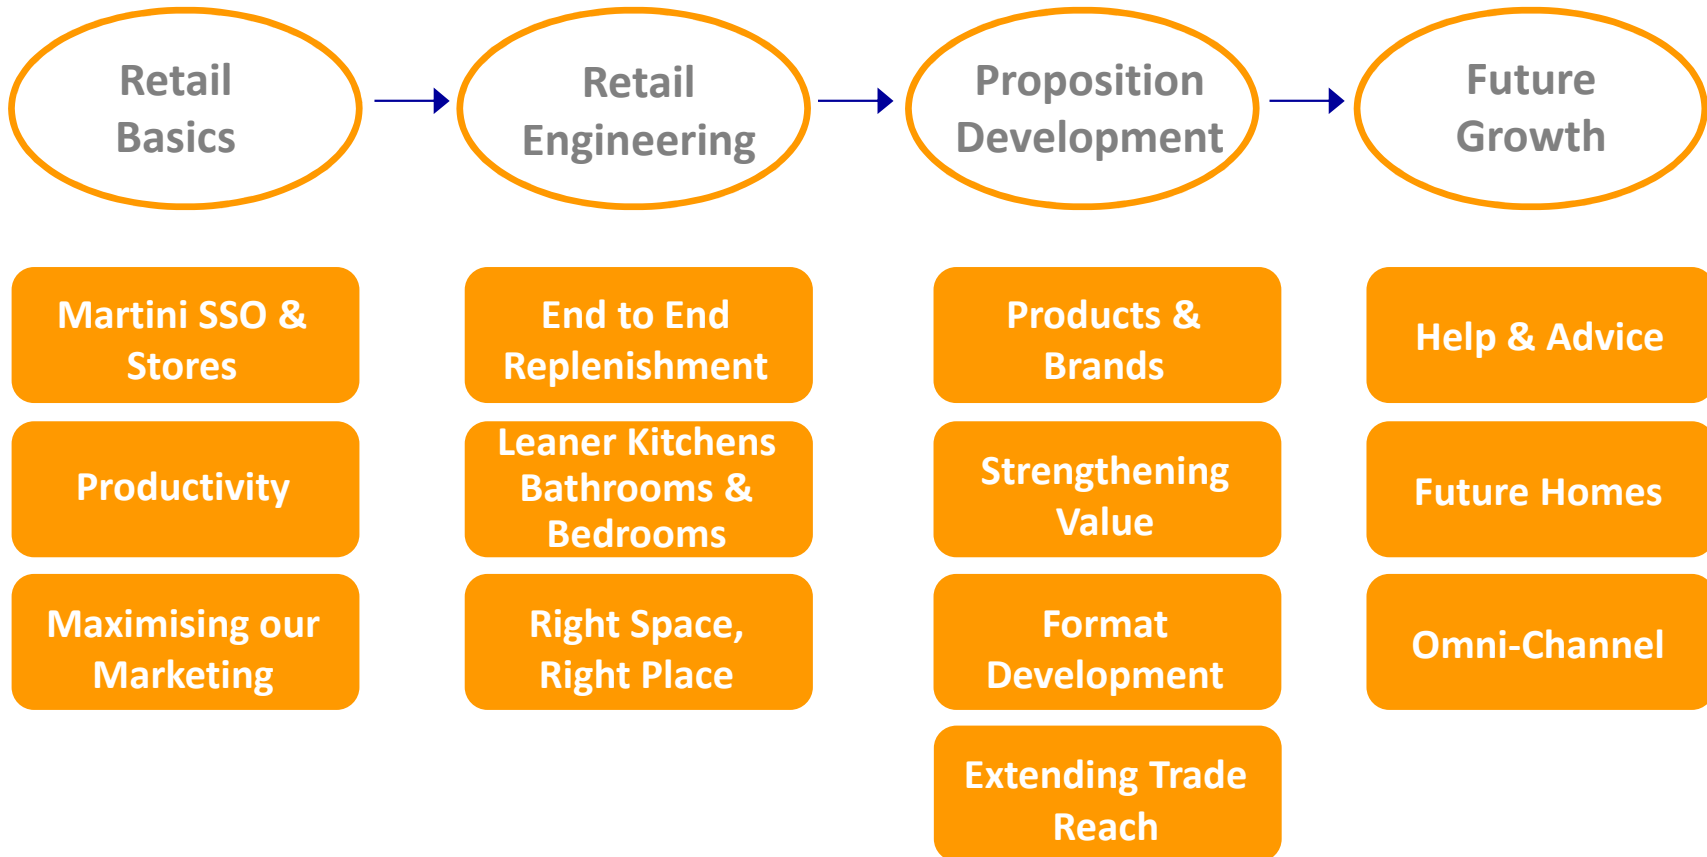 Retail
Basics
Retail
Engineering
Proposition
Development
Future
Growth
Martini SSO &
Stores
Productivity
Maximising our
Marketing
End to End
Replenishment
Leaner Kitchens
Bathrooms &
Bedrooms
Right Space,
Right Place
Products &
Brands
Strengthening
Value
Format
Development
Extending Trade
Reach
Help & Advice
Future Homes
Omni-Channel